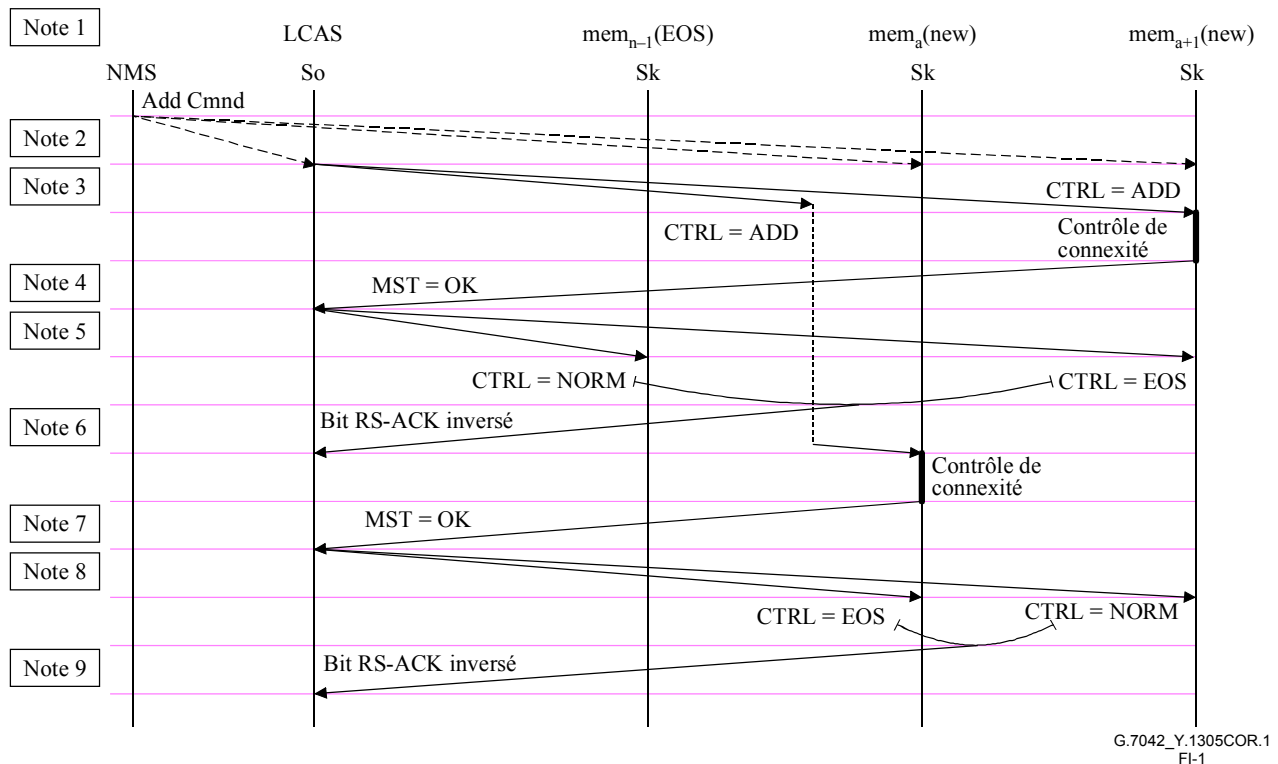 Note 1
LCAS
memn–1(EOS)
mema(new)
mema+1(new)
NMS
So
Sk
Sk
Sk
Add Cmnd
Note 2
Note 3
CTRL = ADD
CTRL = ADD
Contrôle de
connexité
Note 4
MST = OK
Note 5
CTRL = NORM
CTRL = EOS
Note 6
Bit RS-ACK inversé
Contrôle de
connexité
Note 7
MST = OK
Note 8
CTRL = EOS
CTRL = NORM
Note 9
Bit RS-ACK inversé
G.7042_Y.1305COR.1
FI-1